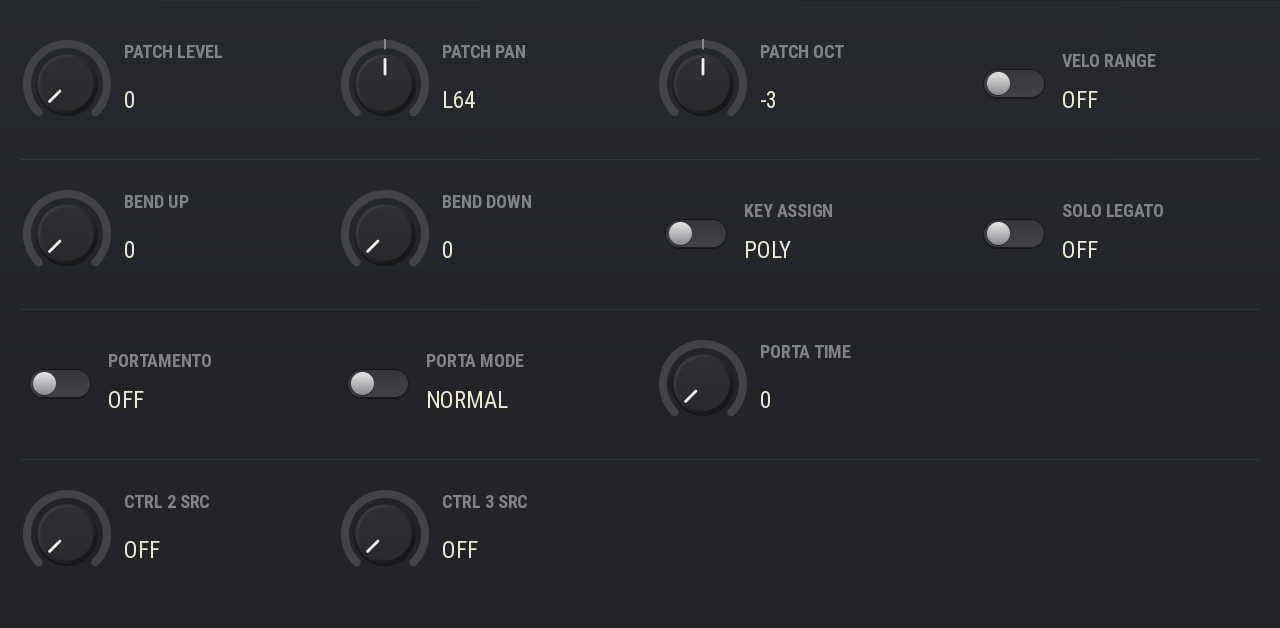 PATCH LEVEL
0
PATCH PAN
L64
PATCH OCT
-3
VELO RANGE
OFF
BEND UP
0
BEND DOWN
0
KEY ASSIGN
POLY
SOLO LEGATO
OFF
PORTAMENTO
OFF
PORTA MODE
NORMAL
PORTA TIME
0
CTRL 2 SRC
OFF
CTRL 3 SRC
OFF